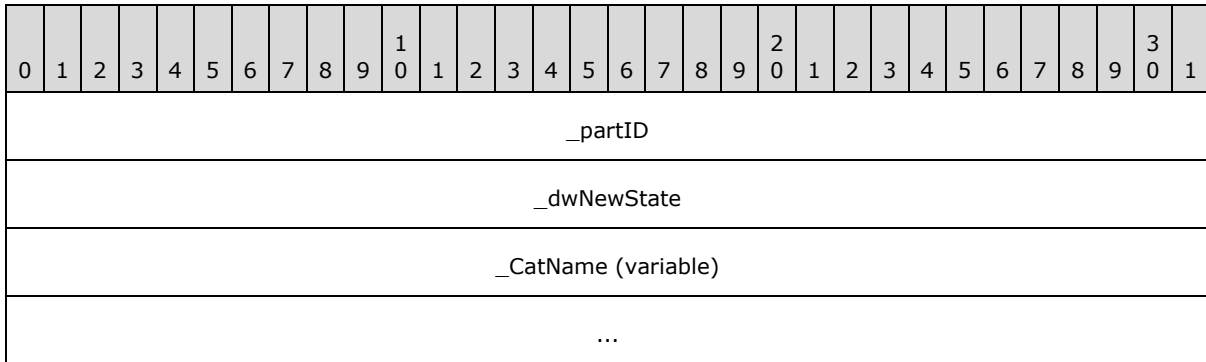 1 2 3
0 1 2 3 4 5 6 7 8 9 0 1 2 3 4 5 6 7 8 9 0 1 2 3 4 5 6 7 8 9 0 1
_partID
_dwNewState
_CatName (variable)
...